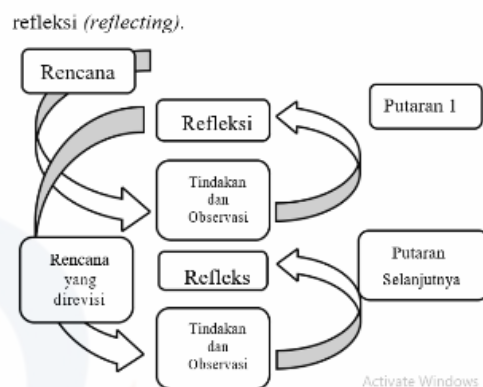 refleksi (reflecting).
Rencana
Putaran 1
Refleksi
Tindakan
dan
Observasi
Rencana
yang
direvisi
Refleks
Putaran
Selanjutnya
Tindakan
dan
Observasi
Activate Windows